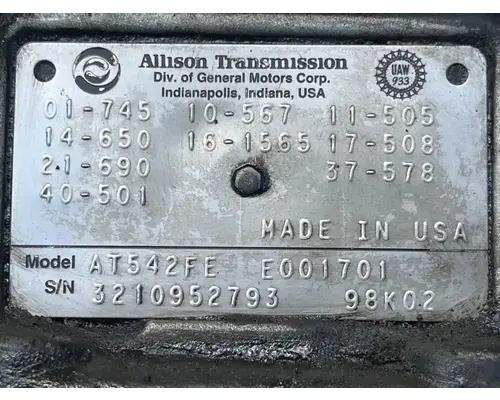 Allison Transmission
Div. of General Motors Corp.
Indianapolis, Indiana, USA
UAW
933
01-745 10-567 11-505
14-650 16-1565 17-508
21-690 37-578
40-501
MADE IN USA
Model AT542FE E001701
S/N 3210952793 98K02